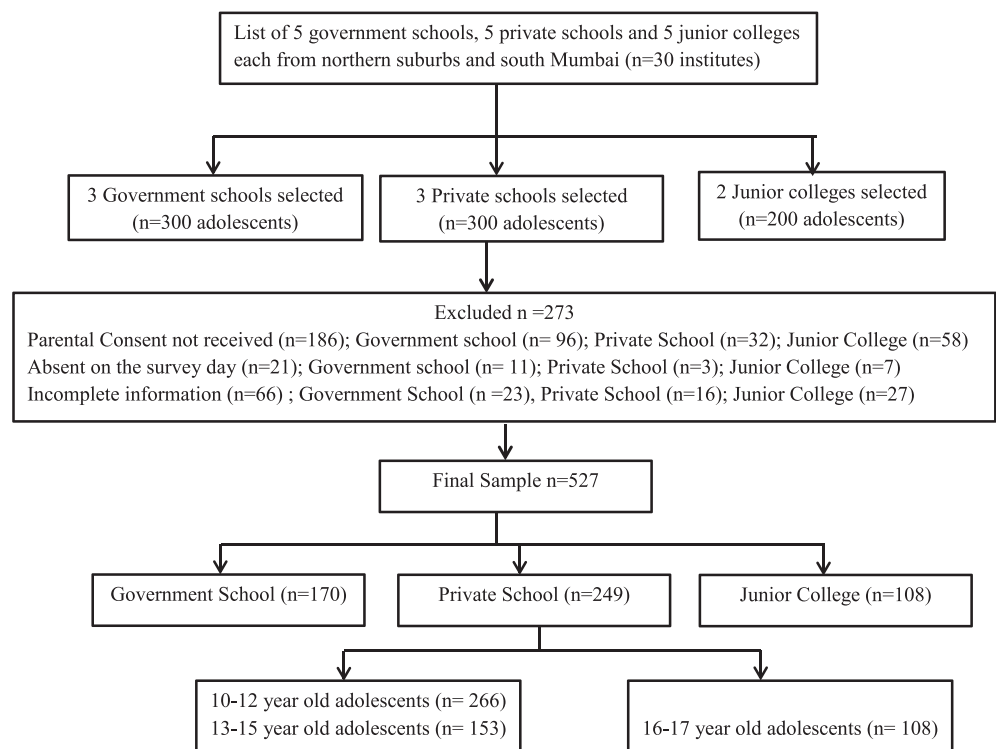 List of 5 government schools, 5 private schools and 5 junior colleges
each from northern suburbs and south Mumbai (n=30 institutes)
3 Government schools selected
(n=300 adolescents)
3 Private schools selected
(n=300 adolescents)
2 Junior colleges selected
(n=200 adolescents)
Excluded n =273
Parental Consent not received (n=186); Government school (n= 96); Private School (n=32); Junior College (n=58)
Absent on the survey day (n=21); Government school (n= 11); Private School (n=3); Junior College (n=7)
Incomplete information (n=66) ; Government School (n =23), Private School (n=16); Junior College (n=27)
Final Sample n=527
Government School (n=170)
Private School (n=249)
Junior College (n=108)
10-12 year old adolescents (n= 266)
13-15 year old adolescents (n= 153)
16-17 year old adolescents (n= 108)